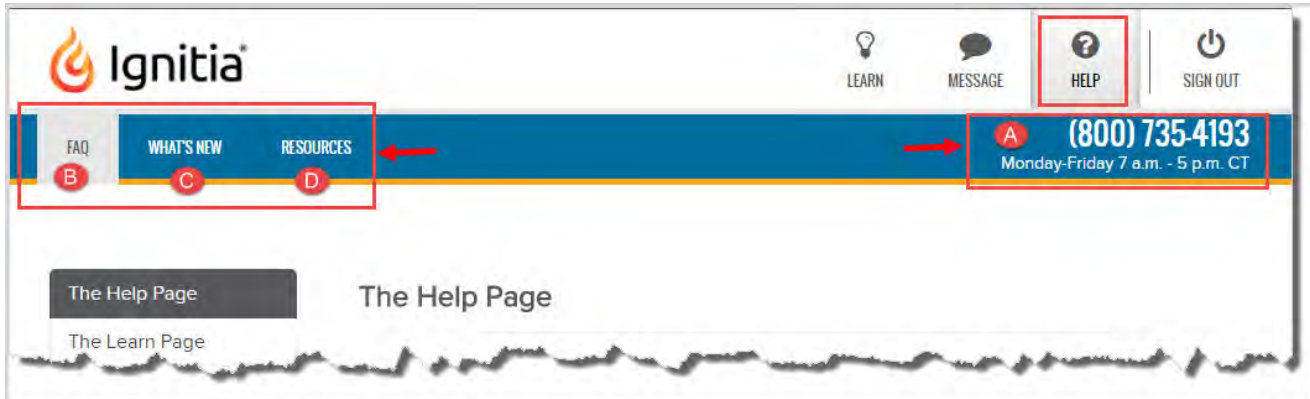 Ignitia®
LEARN
MESSAGE
HELP
SIGN OUT
FAQ
WHAT'S NEW
RESOURCES
B
C
D
A
(800) 735-4193
Monday-Friday 7 a.m. - 5 p.m. CT
The Help Page
The Learn Page
The Help Page